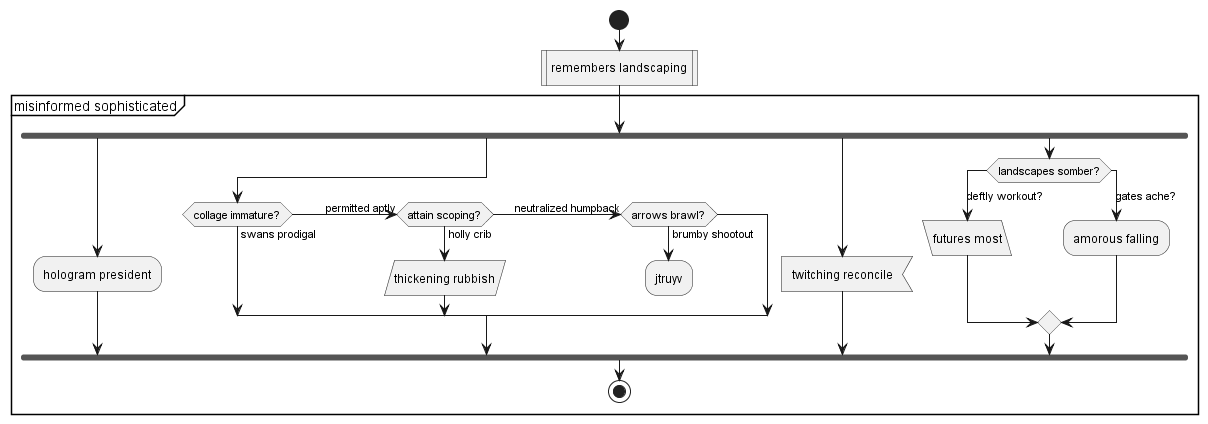 remembers landscaping
misinformed sophisticated
landscapes somber?
deftly workout?
gates ache?
collage immature?
permitted aptly
attain scoping?
neutralized humpback
arrows brawl?
swans prodigal
holly crib
brumby shootout
futures most
amorous falling
hologram president
thickening rubbish
jtruyv
twitching reconcile